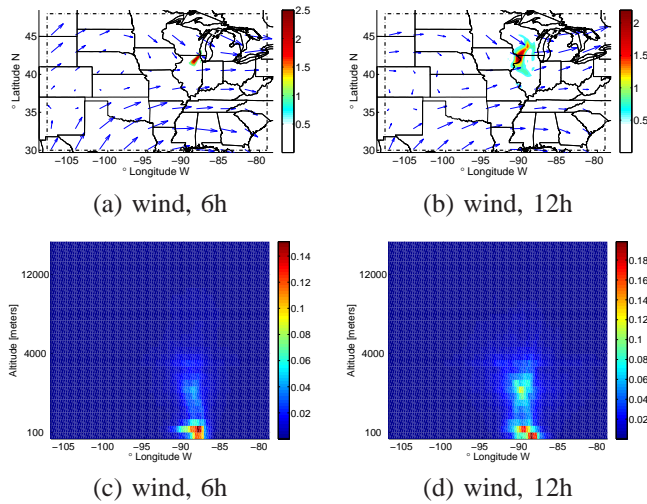 45
40
35
30
° Latitude N
−105 −100 −95 −90 −85 −80
° Longitude W
2.5
2
1.5
1
0.5
(a) wind, 6h
45
40
35
30
° Latitude N
−105 −100 −95 −90 −85 −80
° Longitude W
2
1.5
1
0.5
(b) wind, 12h
12000
4000
100
Altitude [meters]
−105 −100 −95 −90 −85 −80
° Longitude W
0.14
0.12
0.10
0.08
0.06
0.04
0.02
(c) wind, 6h
12000
4000
100
Altitude [meters]
−105 −100 −95 −90 −85 −80
° Longitude W
0.18
0.16
0.14
0.12
0.10
0.08
0.06
0.04
0.02
(d) wind, 12h